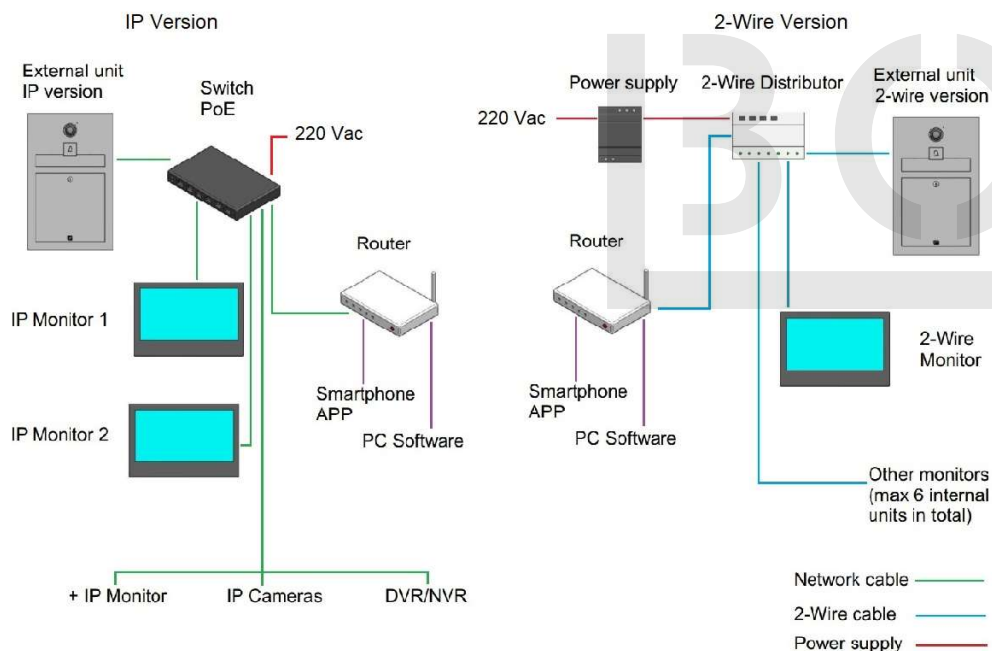 IP Version
External unit
IP version
Switch
PoE
220 Vac
Router
IP Monitor 1
IP Monitor 2
Smartphone
APP
PC Software
+ IP Monitor
IP Cameras
DVR/NVR
2-Wire Version
Power supply
2-Wire Distributor
External unit
2-wire version
220 Vac
Router
2-Wire
Monitor
Smartphone
APP
PC Software
Other monitors
(max 6 internal
units in total)
Network cable
2-Wire cable
Power supply